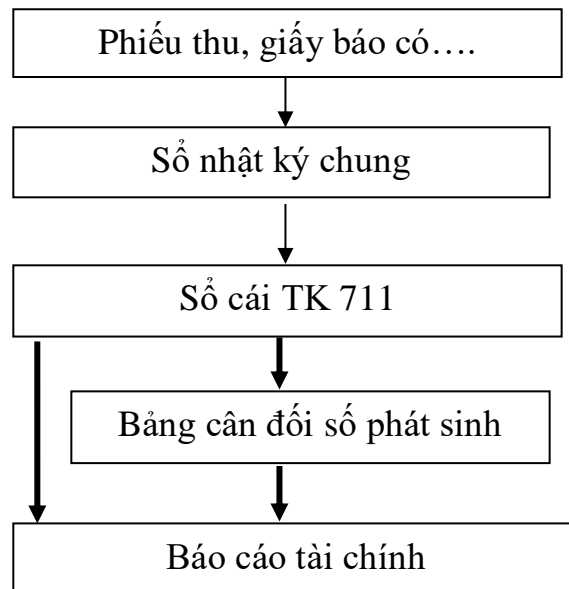 Phiếu thu, giấy báo có….
Sổ nhật ký chung
Sổ cái TK 711
Bảng cân đối số phát sinh
Báo cáo tài chính